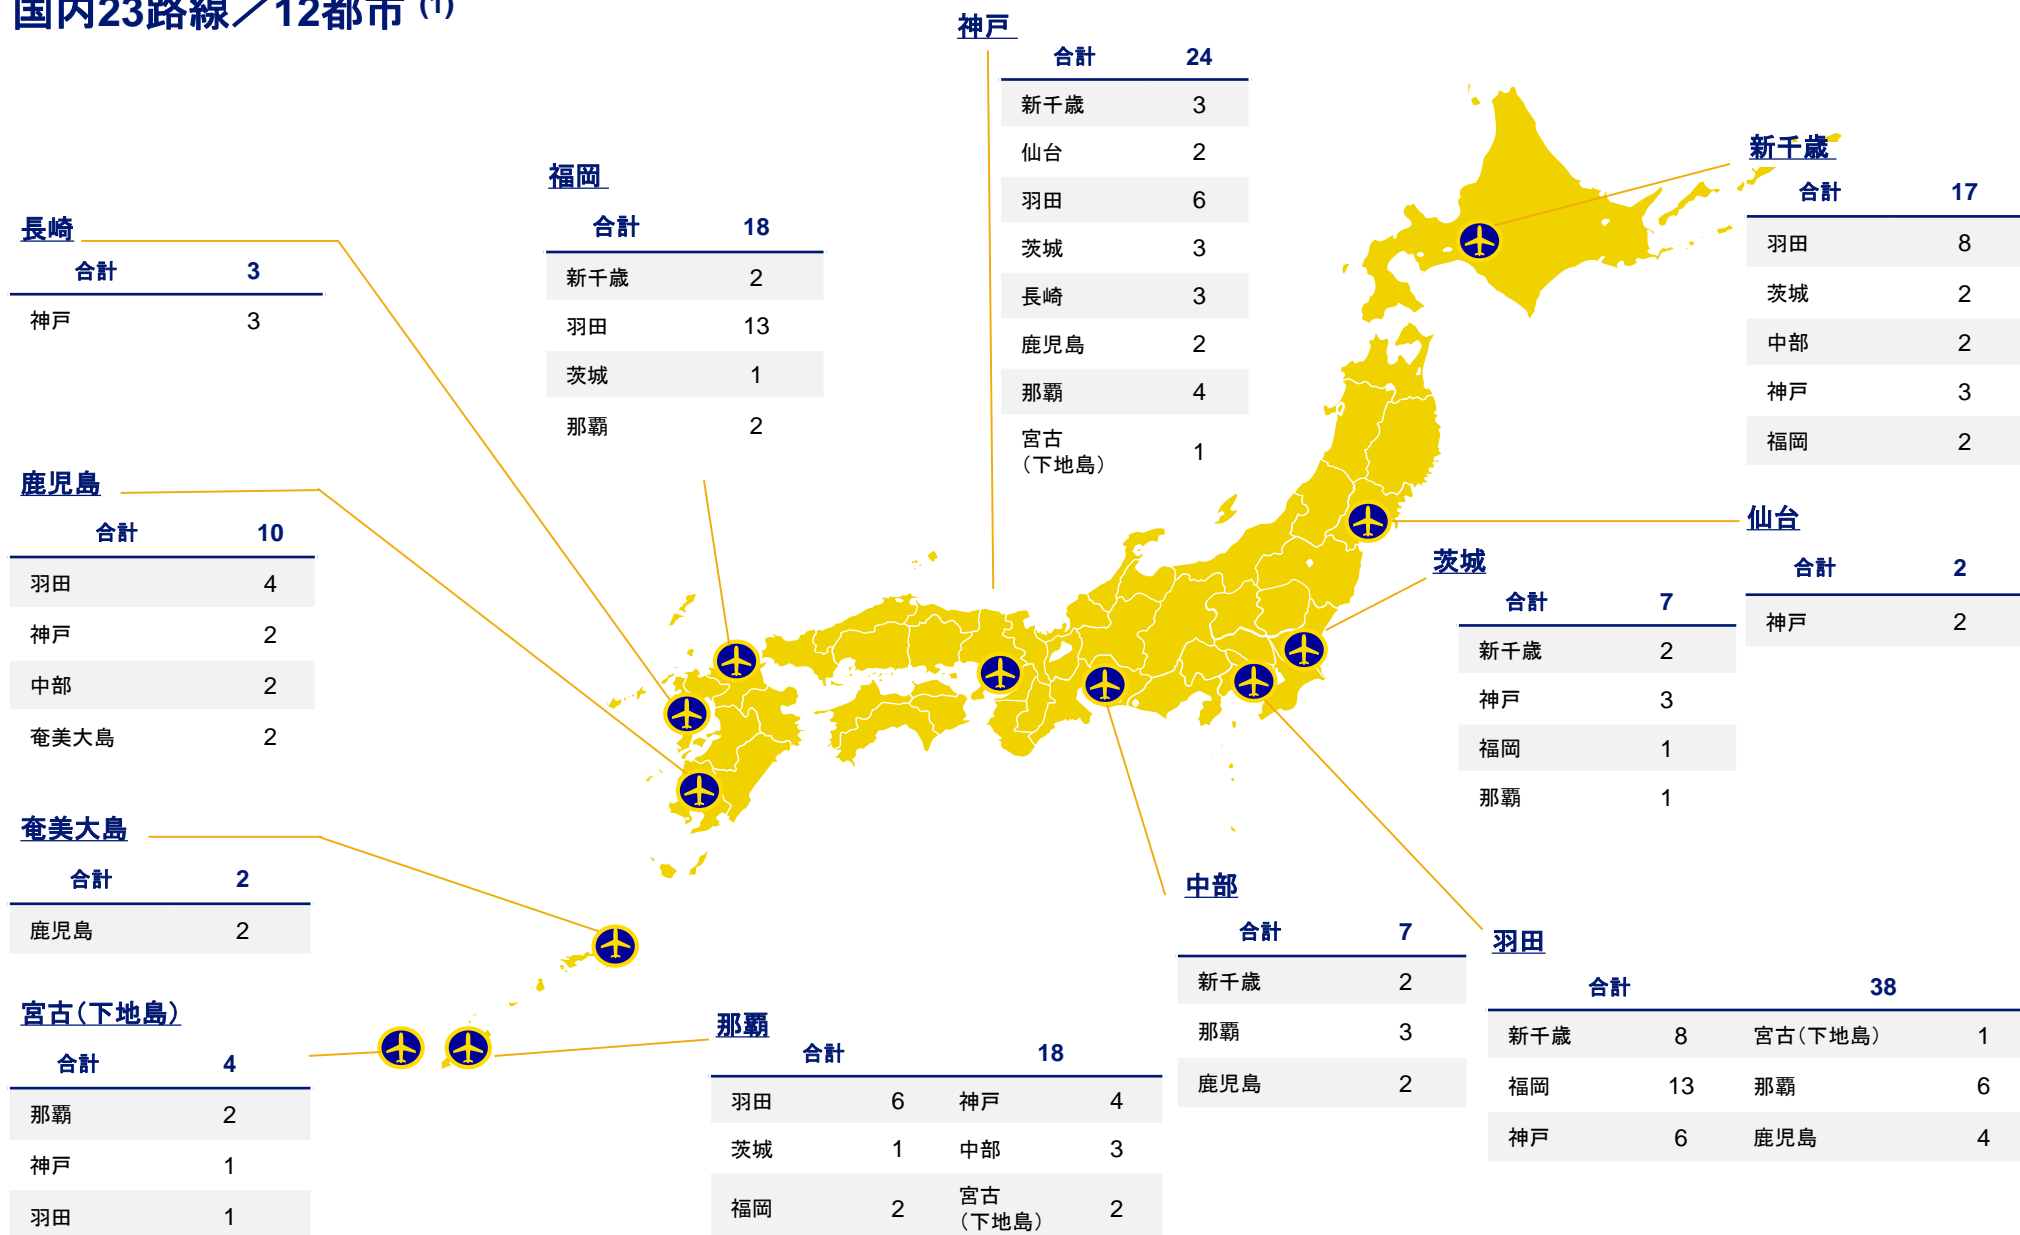 国内23路線／12都市 (1)
神戸
合計 24
新千歳 3
仙台 2
羽田 6
茨城 3
長崎 3
鹿児島 2
那覇 4
宮古
（下地島） 1
新千歳
合計 17
羽田 8
茨城 2
中部 2
神戸 3
福岡 2
福岡
合計 18
新千歳 2
羽田 13
茨城 1
那覇 2
長崎
合計 3
神戸 3
鹿児島
合計 10
羽田 4
神戸 2
中部 2
奄美大島 2
仙台
合計 2
神戸 2
茨城
合計 7
新千歳 2
神戸 3
福岡 1
那覇 1
奄美大島
合計 2
鹿児島 2
中部
合計 7
新千歳 2
那覇 3
鹿児島 2
羽田
合計 38
新千歳 8 宮古（下地島） 1
福岡 13 那覇 6
神戸 6 鹿児島 4
宮古（下地島）
合計 4
那覇 2
神戸 1
羽田 1
那覇
合計 18
羽田 6 神戸 4
茨城 1 中部 3
福岡 2 宮古
（下地島） 2